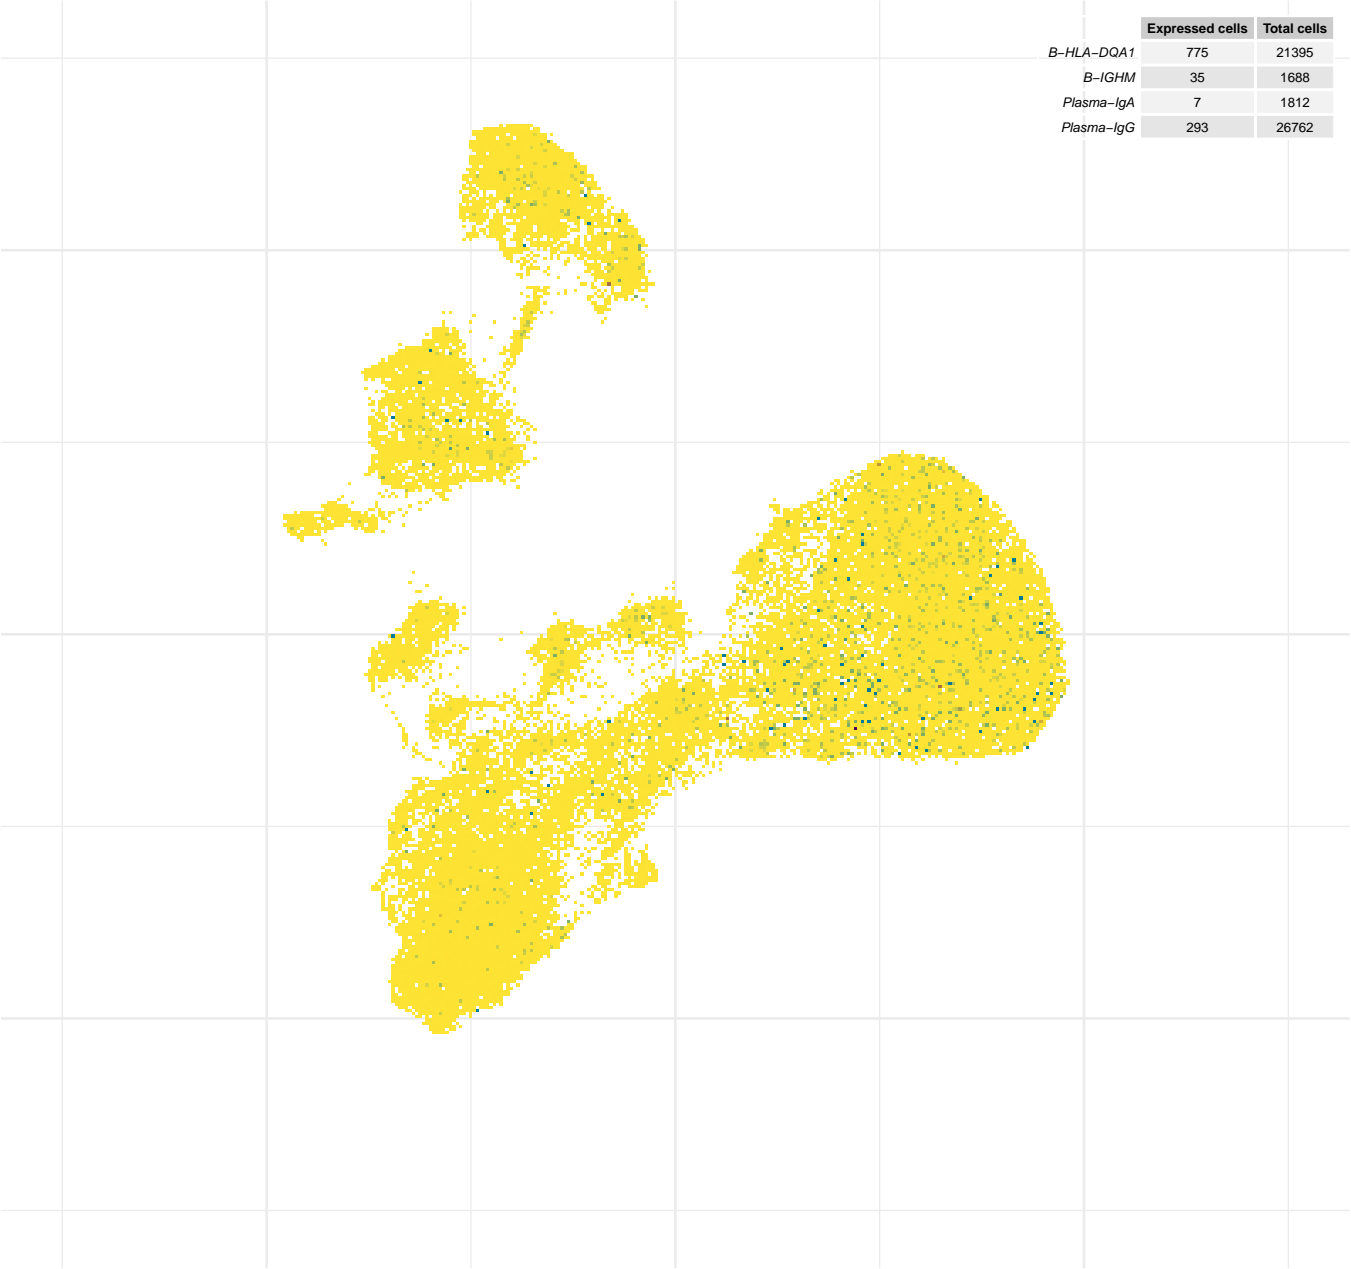 Expressed cells Total cells
B−HLA−DQA1 775 21395
B−IGHM 35 1688
Plasma−IgA 7 1812
Plasma−IgG 293 26762